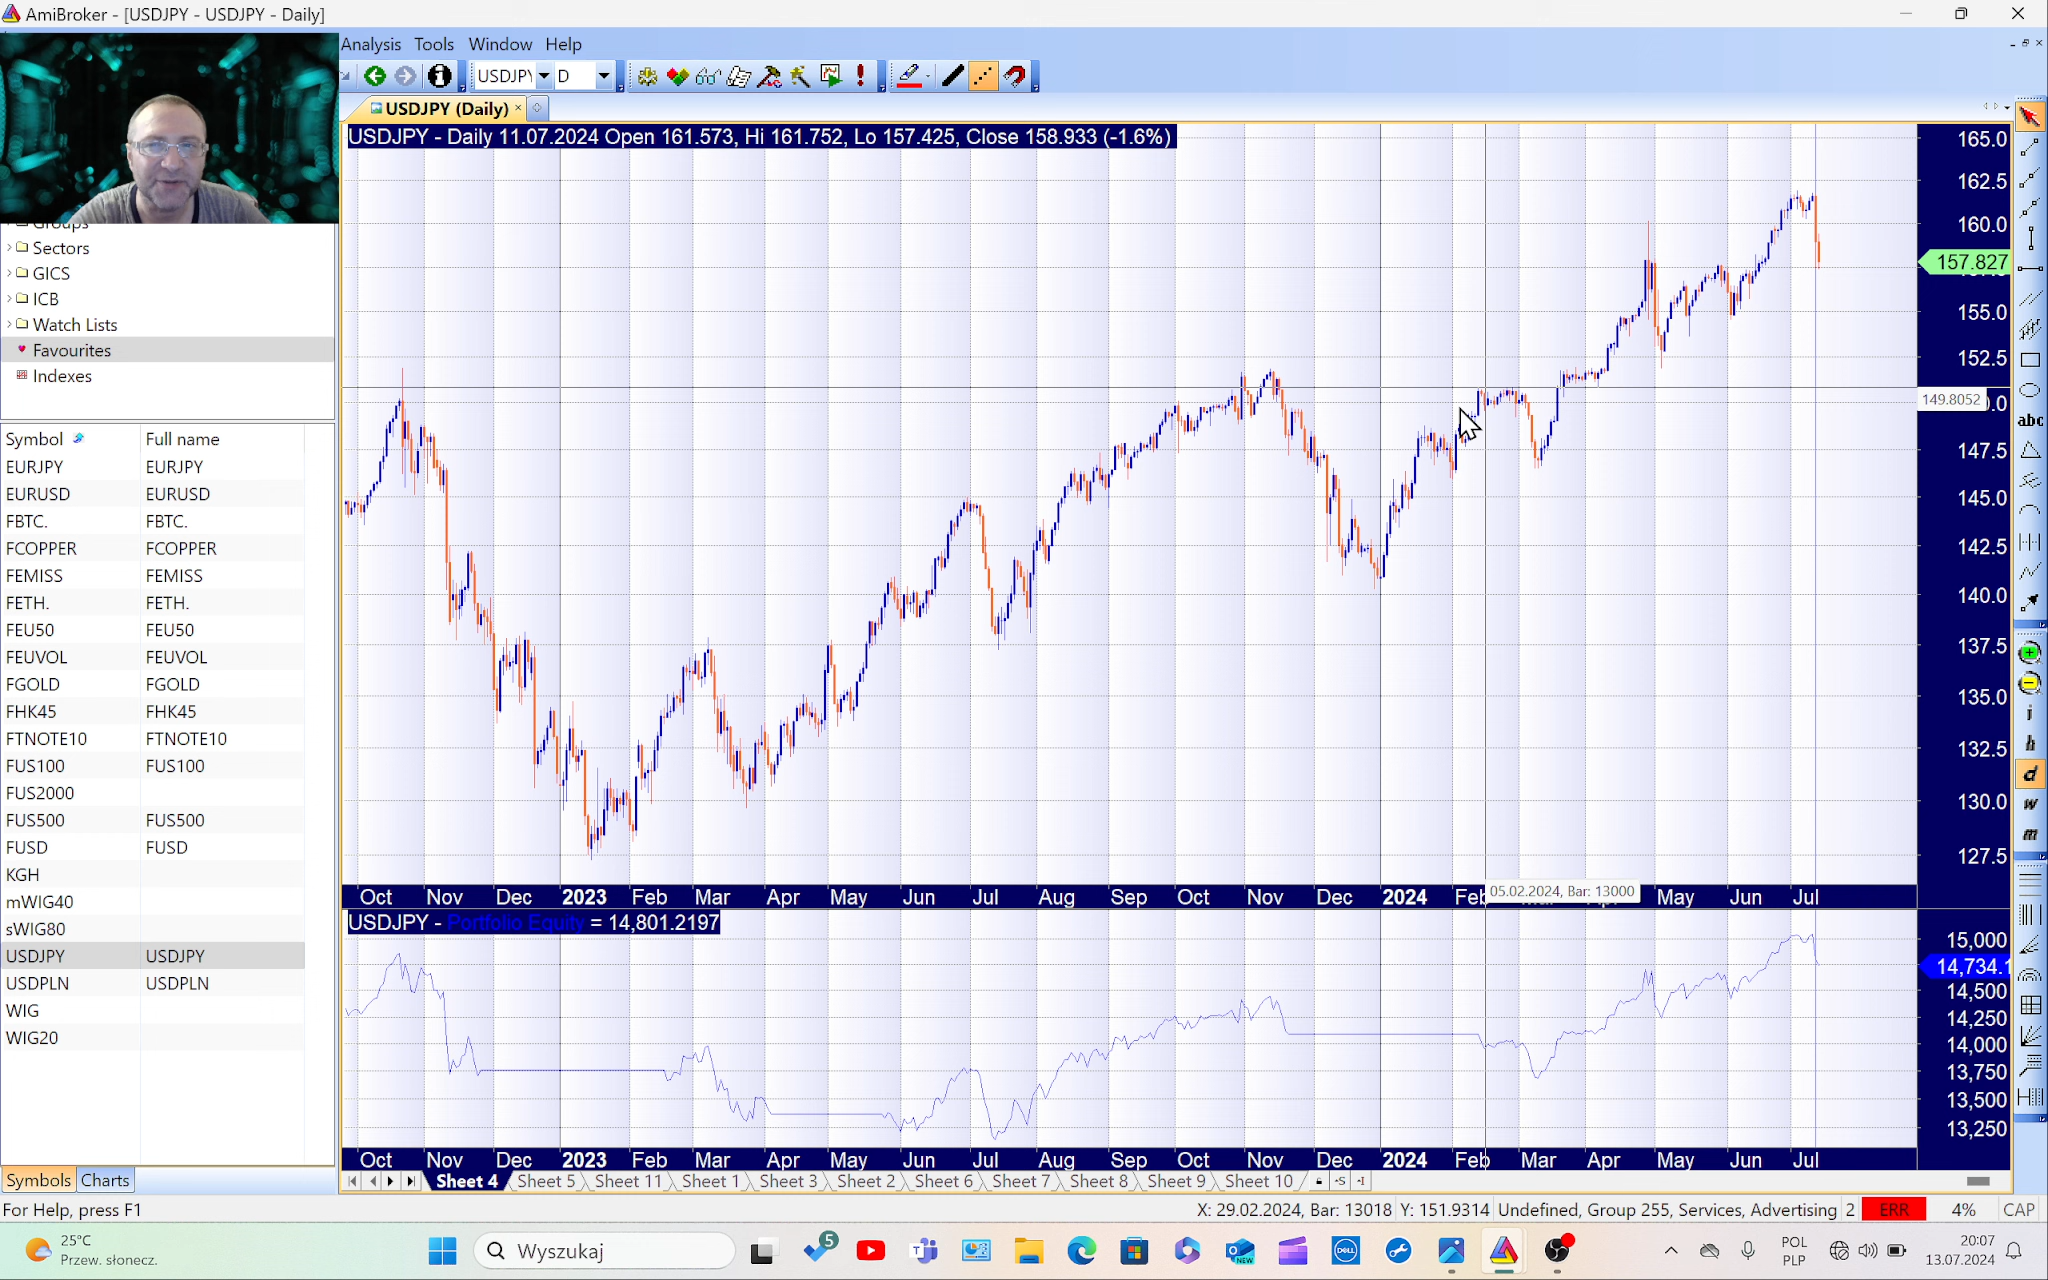 AmiBroker - [USDJPY - USDJPY - Daily]
Analysis Tools Window Help
USDJPY D
USDJPY (Daily)
USDJPY - Daily 11.07.2024 Open 161.573, Hi 161.752, Lo 157.425, Close 158.933 (-1.6%)
Groups
Sectors
GICS
ICB
Watch Lists
Favourites
Indexes
Symbol Full name
EURJPY EURJPY
EURUSD EURUSD
FBTC. FBTC.
FCOPPER FCOPPER
FEMISS FEMISS
FETH. FETH.
FEU50 FEU50
FEUVOL FEUVOL
FGOLD FGOLD
FHK45 FHK45
FTNOTE10 FTNOTE10
FUS100 FUS100
FUS2000
FUS500 FUS500
FUSD FUSD
KGH
mWIG40
sWIG80
USDJPY USDJPY
USDPLN USDPLN
WIG
WIG20
Symbols Charts
165.0
162.5
160.0
157.827
155.0
152.5
149.8052
147.5
145.0
142.5
140.0
137.5
135.0
132.5
130.0
127.5
Oct Nov Dec 2023 Feb Mar Apr May Jun Jul Aug Sep Oct Nov Dec 2024 Feb 05.02.2024, Bar: 13000 May Jun Jul
USDJPY - Portfolio Equity = 14,801.2197
15,000
14,734.1
14,500
14,250
14,000
13,750
13,500
13,250
Oct Nov Dec 2023 Feb Mar Apr May Jun Jul Aug Sep Oct Nov Dec 2024 Feb Mar Apr May Jun Jul
Sheet 4 Sheet 5 Sheet 11 Sheet 1 Sheet 3 Sheet 2 Sheet 6 Sheet 7 Sheet 8 Sheet 9 Sheet 10
abc
i
h
d
w
m
For Help, press F1
X: 29.02.2024, Bar: 13018 Y: 151.9314 Undefined, Group 255, Services, Advertising 2 ERR 4% CAP
25°C
Przew. słonecz.
Wyszukaj
5
NEW
DELL
POL
PLP
20:07
13.07.2024